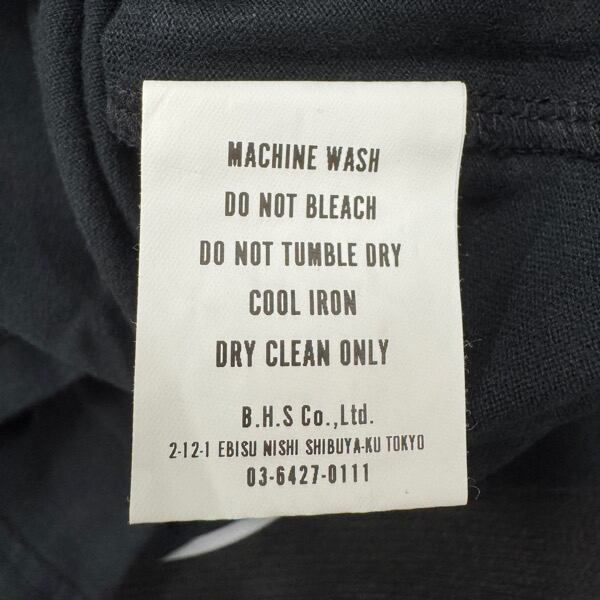 MACHINE WASH
DO NOT BLEACH
DO NOT TUMBLE DRY
COOL IRON
DRY CLEAN ONLY
B.H.S Co.,Ltd.
2-12-1 EBISU NISHI SHIBUYA-KU TOKYO
03-6427-0111